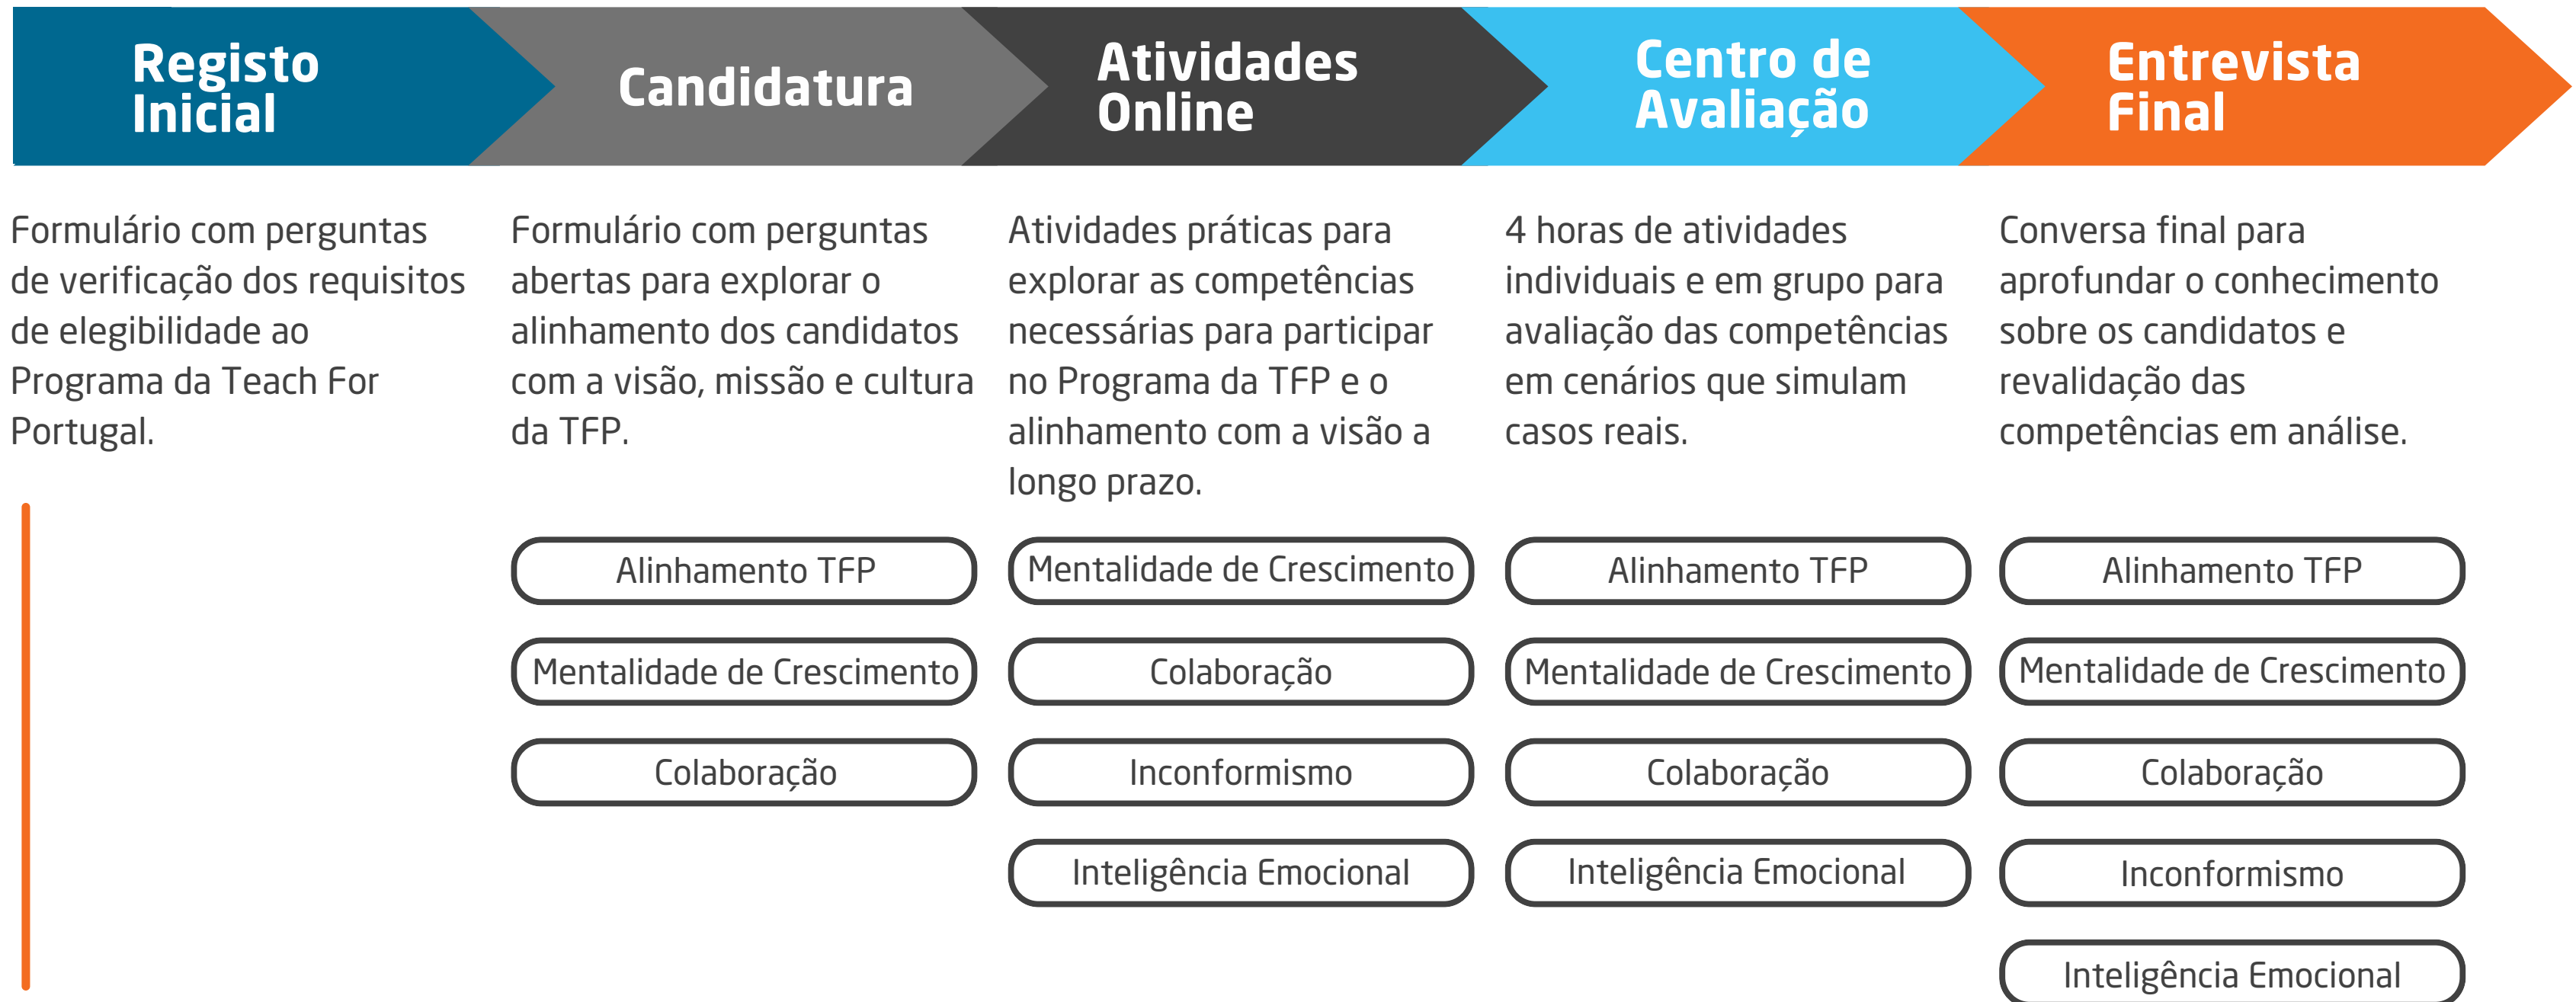 Registo
Inicial
Candidatura
Atividades
Online
Centro de
Avaliação
Entrevista
Final
Formulário com perguntas
de verificação dos requisitos
de elegibilidade ao
Programa da Teach For
Portugal.
Formulário com perguntas
abertas para explorar o
alinhamento dos candidatos
com a visão, missão e cultura
da TFP.
Alinhamento TFP
Mentalidade de Crescimento
Colaboração
Atividades práticas para
explorar as competências
necessárias para participar
no Programa da TFP e o
alinhamento com a visão a
longo prazo.
Mentalidade de Crescimento
Colaboração
Inconformismo
Inteligência Emocional
4 horas de atividades
individuais e em grupo para
avaliação das competências
em cenários que simulam
casos reais.
Alinhamento TFP
Mentalidade de Crescimento
Colaboração
Inteligência Emocional
Conversa final para
aprofundar o conhecimento
sobre os candidatos e
revalidação das
competências em análise.
Alinhamento TFP
Mentalidade de Crescimento
Colaboração
Inconformismo
Inteligência Emocional